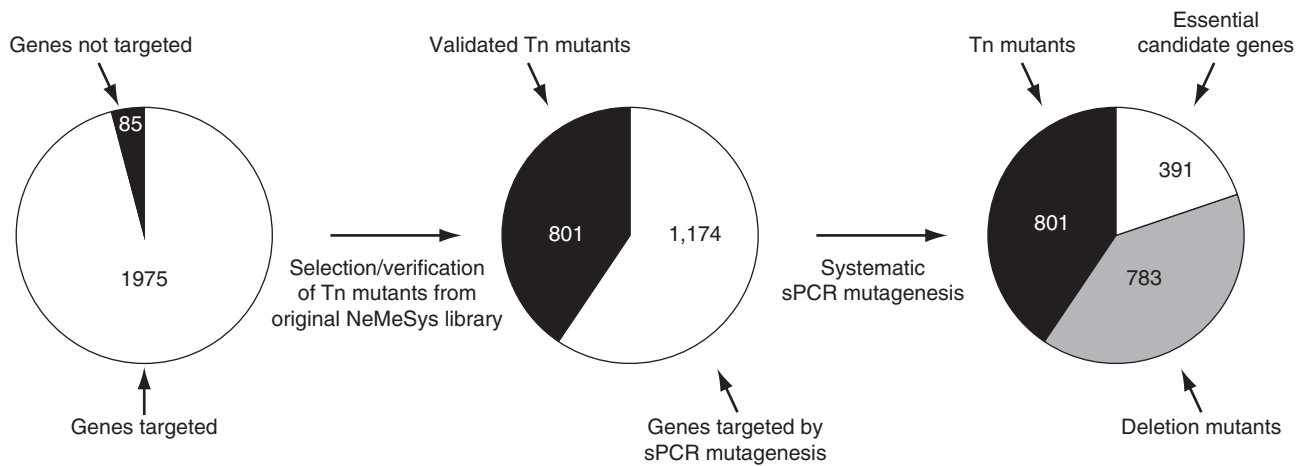 Genes not targeted
85
1975
Genes targeted
Selection/verification
of Tn mutants from
original NeMeSys library
Validated Tn mutants
801
1,174
Genes targeted by
sPCR mutagenesis
Systematic
sPCR mutagenesis
Tn mutants
Essential
candidate genes
391
801
783
Deletion mutants